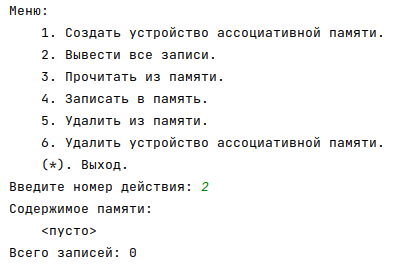 Меню:
1. Создать устройство ассоциативной памяти.
2. Вывести все записи.
3. Прочитать из памяти.
4. Записать в память.
5. Удалить из памяти.
6. Удалить устройство ассоциативной памяти.
(*). Выход.
Введите номер действия: 2
Содержимое памяти:
<пусто>
Всего записей: 0